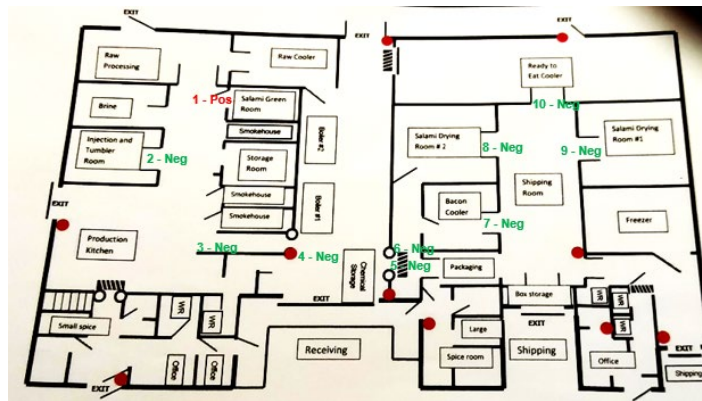 EXIT
EXIT
EXIT
Raw
Processing
Raw Cooler
Ready to
Eat Cooler
1 - Pos
Salami Green
Room
10 - Neg
Brine
Smokehouse
Boiler #2
Injection and
Tumbler
Room
2 - Neg
Storage
Room
Salami Drying
Room # 2
8 - Neg
9 - Neg
Salami Drying
Room #1
Smokehouse
Boiler #1
Smokehouse
Bacon
Cooler
Shipping
Room
7 - Neg
Freezer
EXIT
Production
Kitchen
3 - Neg
4 - Neg
Chemical
Storage
6 - Neg
5 - Neg
Packaging
Small spice
WR
WR
EXIT
Box storage
EXIT
WR
WR
WR
Large
Spice room
Receiving
Shipping
Office
Office
Office
EXIT
EXIT
Shipping